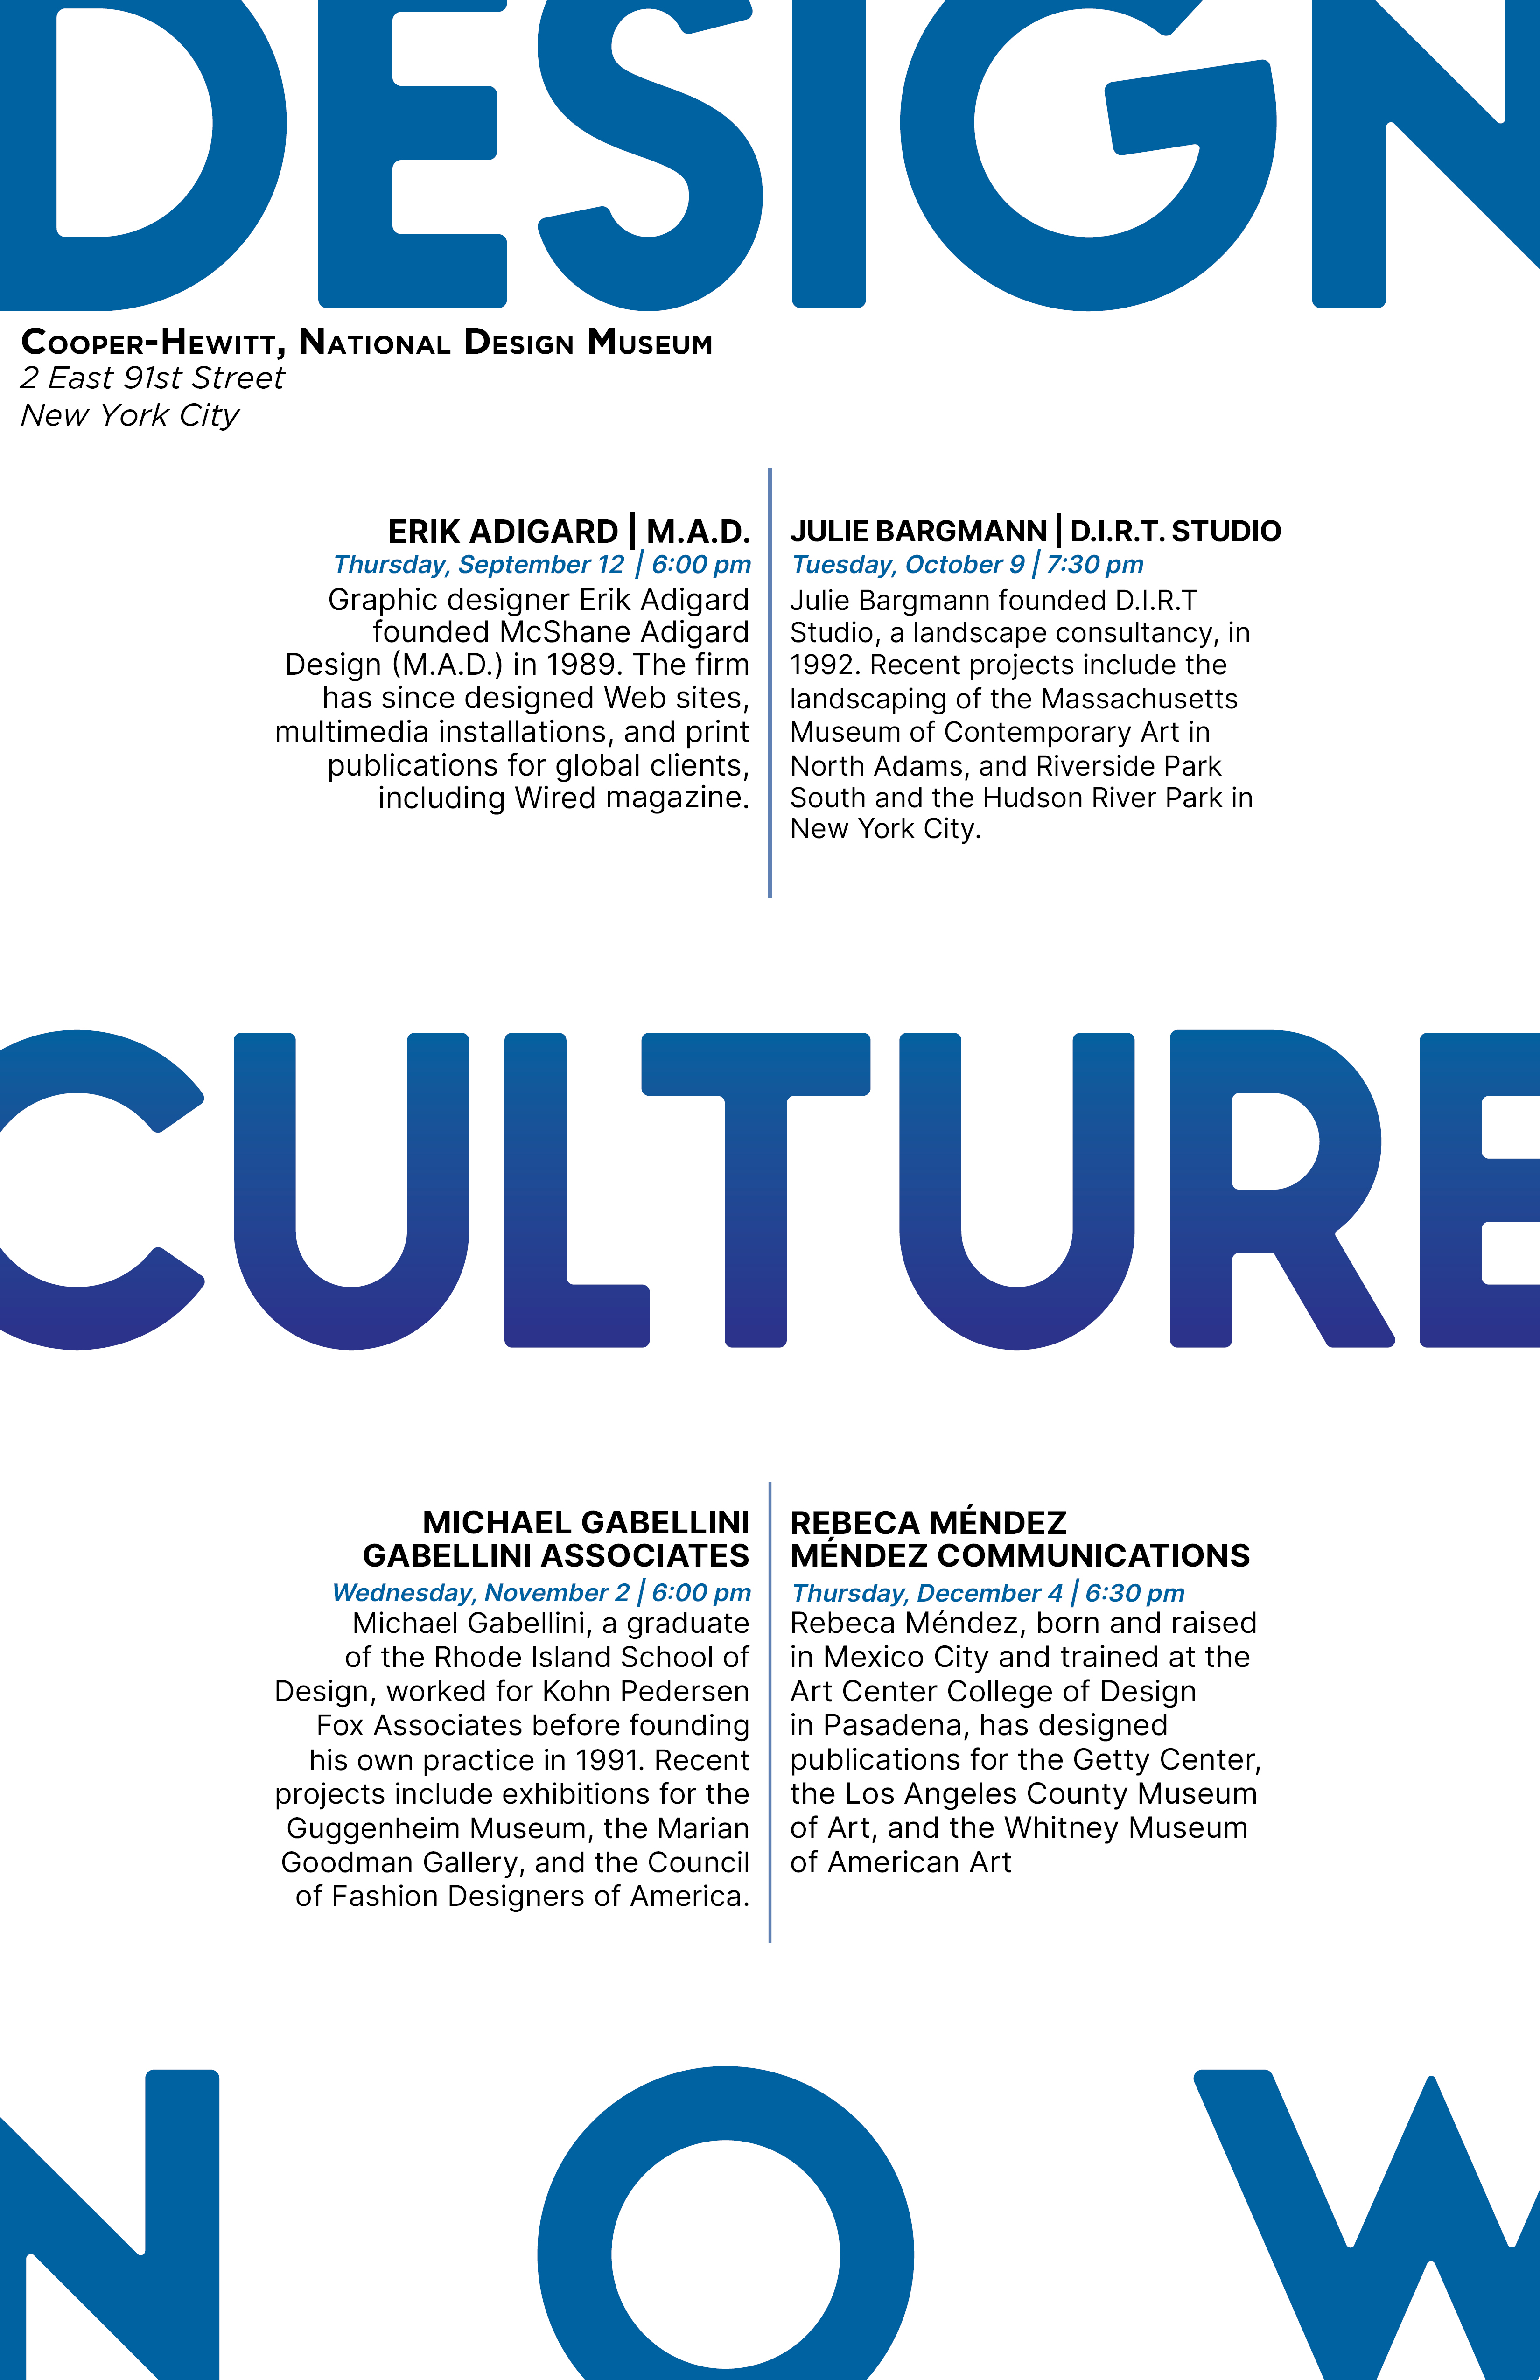 DESIGN
Cooper-Hewitt, National Design Museum
2 East 91st Street
New York City
ERIK ADIGARD | M.A.D.
Thursday, September 12 | 6:00 pm
Graphic designer Erik Adigard
founded McShane Adigard
Design (M.A.D.) in 1989. The firm
has since designed Web sites,
multimedia installations, and print
publications for global clients,
including Wired magazine.
JULIE BARGMANN | D.I.R.T. STUDIO
Tuesday, October 9 | 7:30 pm
Julie Bargmann founded D.I.R.T
Studio, a landscape consultancy, in
1992. Recent projects include the
landscaping of the Massachusetts
Museum of Contemporary Art in
North Adams, and Riverside Park
South and the Hudson River Park in
New York City.
CULTURE
MICHAEL GABELLINI
GABELLINI ASSOCIATES
Wednesday, November 2 | 6:00 pm
Michael Gabellini, a graduate
of the Rhode Island School of
Design, worked for Kohn Pedersen
Fox Associates before founding
his own practice in 1991. Recent
projects include exhibitions for the
Guggenheim Museum, the Marian
Goodman Gallery, and the Council
of Fashion Designers of America.
REBECA MÉNDEZ
MÉNDEZ COMMUNICATIONS
Thursday, December 4 | 6:30 pm
Rebeca Méndez, born and raised
in Mexico City and trained at the
Art Center College of Design
in Pasadena, has designed
publications for the Getty Center,
the Los Angeles County Museum
of Art, and the Whitney Museum
of American Art
NOW